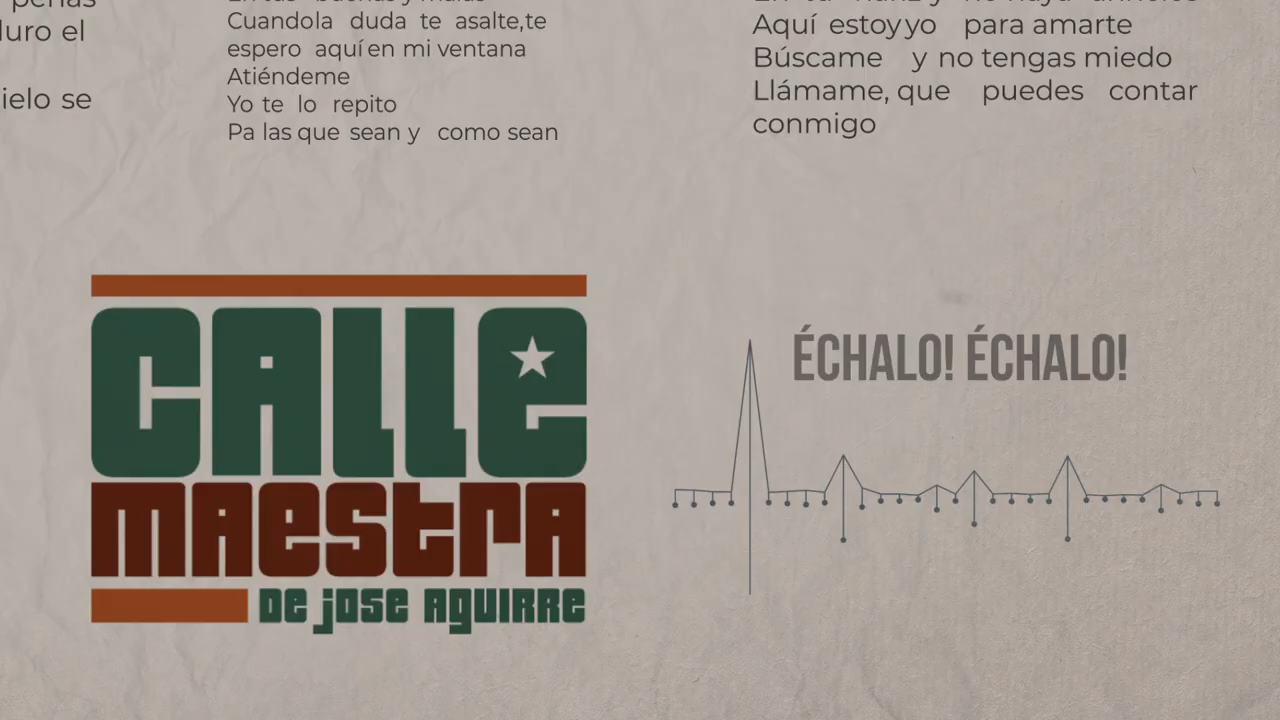 penas
duro el
ielo se
Cuandola duda te asalte,te
espero aquí en mi ventana
Atiéndeme
Yo te lo repito
Pa las que sean y como sean
Aquí estoyyo para amarte
Búscame y no tengas miedo
Llámame, que puedes contar
conmigo
CALLE
MAESTRA
DE JOSE AGUIRRE
ÉCHALO! ÉCHALO!